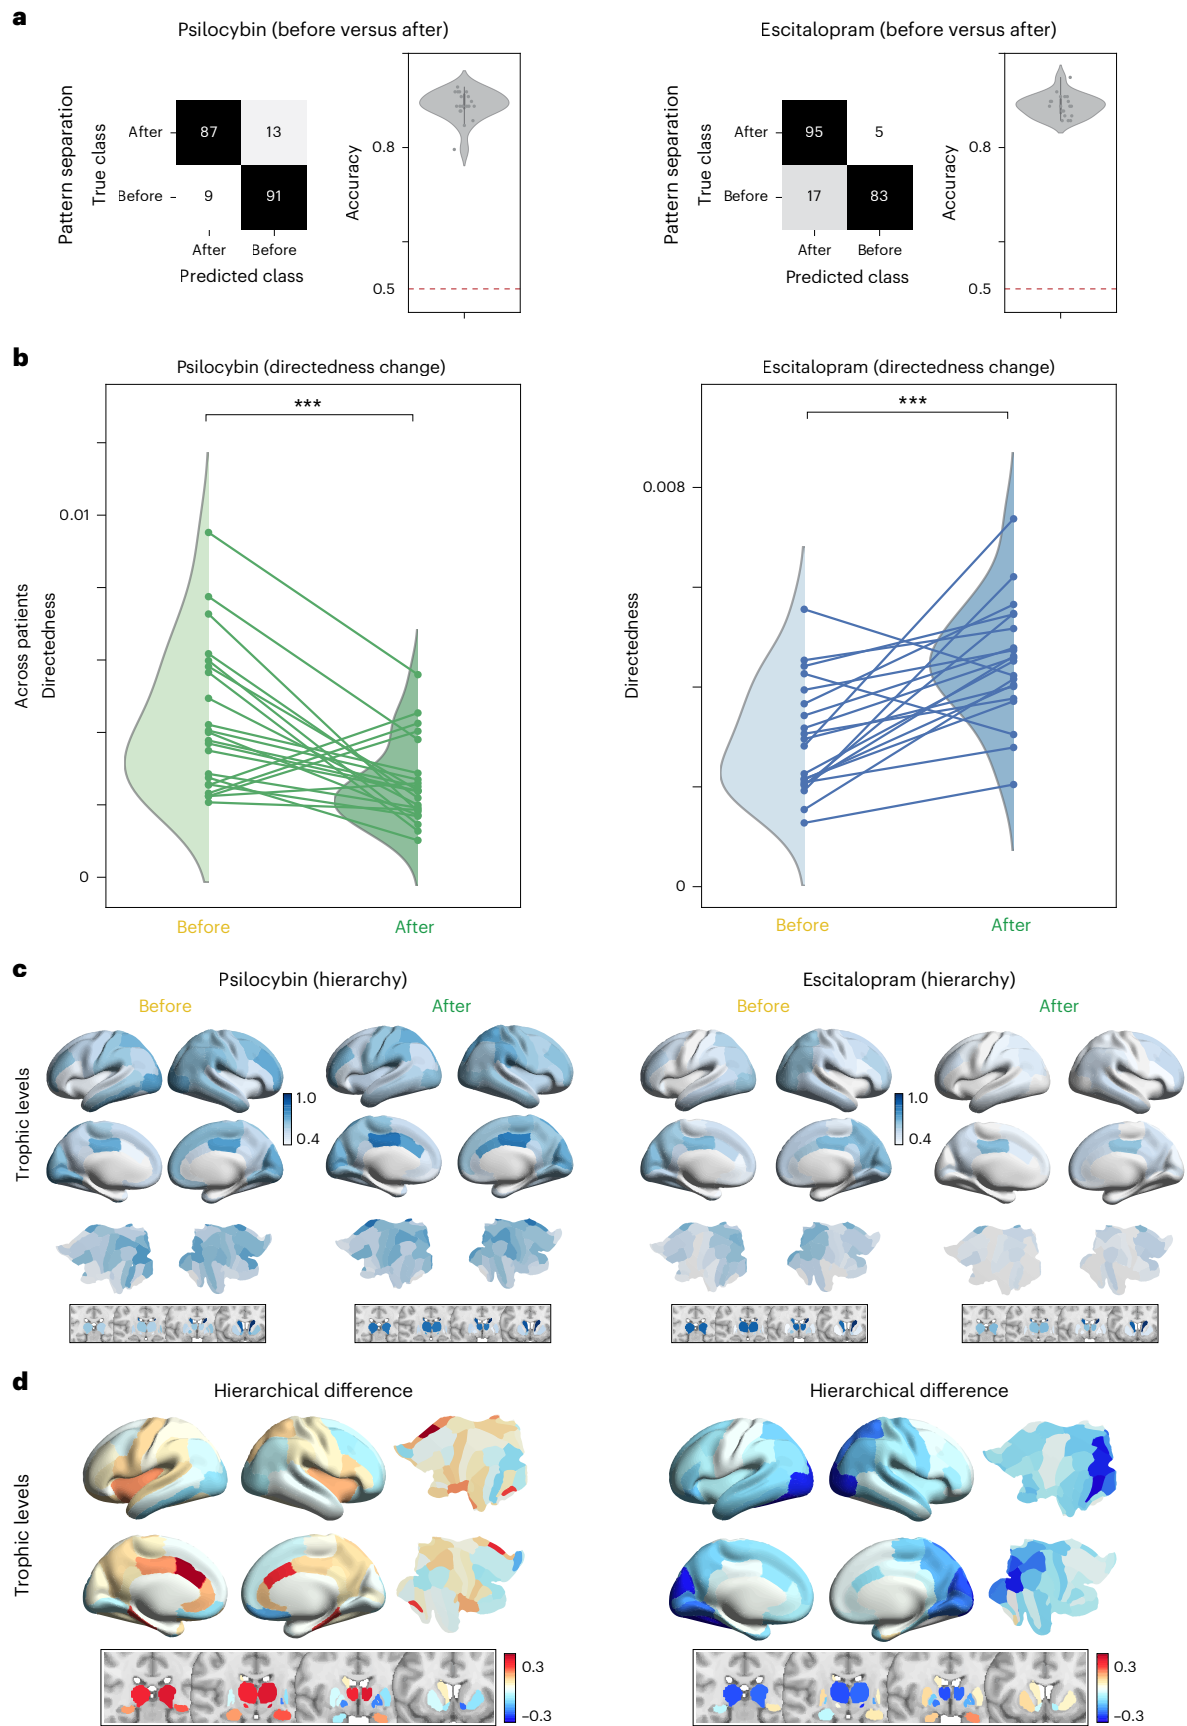 a
Psilocybin (before versus after)
Escitalopram (before versus after)
Pattern separation
True class
After
87
13
Before
9
91
After
Before
Predicted class
Accuracy
0.8
0.5
Pattern separation
True class
After
95
5
Before
17
83
After
Before
Predicted class
Accuracy
0.8
0.5
b
Psilocybin (directedness change)
Escitalopram (directedness change)
Across patients
Directedness
***
0.01
0
Before
After
Directedness
***
0.008
0
Before
After
c
Psilocybin (hierarchy)
Escitalopram (hierarchy)
Before
After
Before
After
Trophic levels
1.0
0.4
1.0
0.4
d
Hierarchical difference
Hierarchical difference
Trophic levels
0.3
–0.3
0.3
–0.3